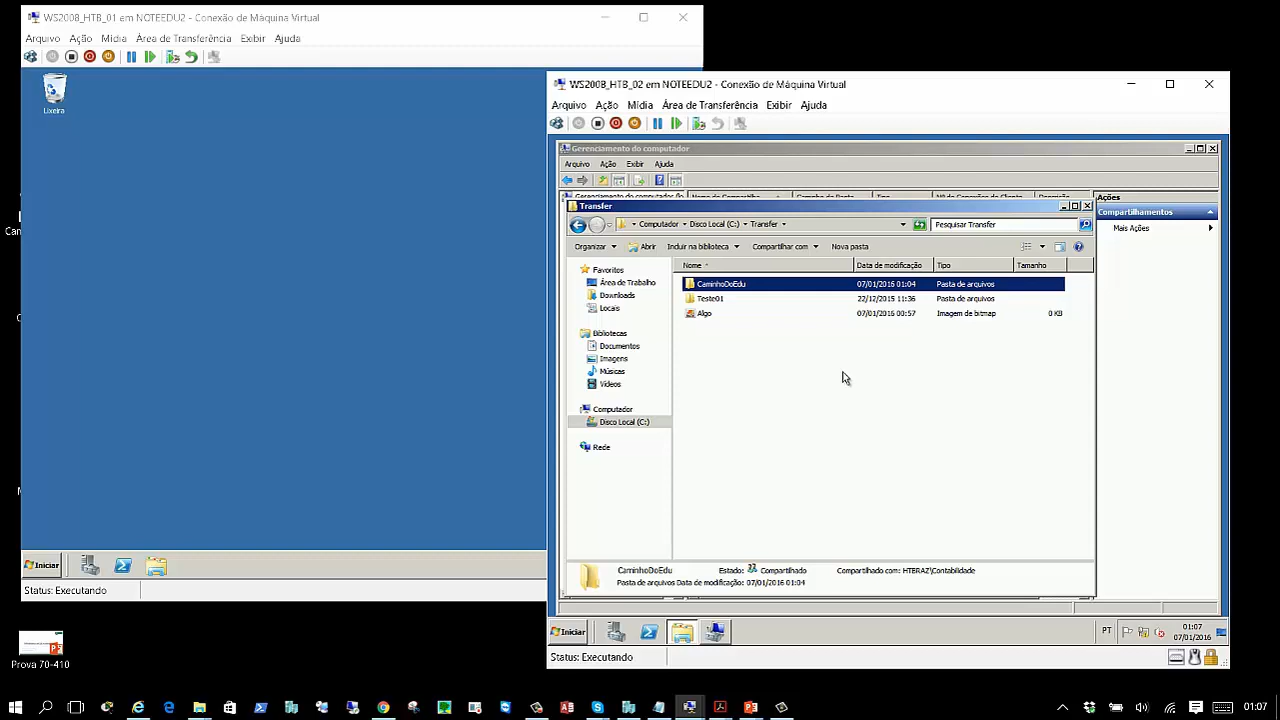 WS2008_HTB_01 em NOTEEDU2 - Conexão de Máquina Virtual
Arquivo Ação Mídia Área de Transferência Exibir Ajuda
Lixeira
WS2008_HTB_02 em NOTEEDU2 - Conexão de Máquina Virtual
Arquivo Ação Mídia Área de Transferência Exibir Ajuda
Gerenciamento do computador
Arquivo Ação Exibir Ajuda
Ações
Compartilhamentos
Mais Ações
Transfer
Computador Disco Local (C:) Transfer
Pesquisar Transfer
Organizar Abrir Incluir na biblioteca Compartilhar com Nova pasta
Nome Data de modificação Tipo Tamanho
CaminhoDoEdu 07/01/2016 01:04 Pasta de arquivos
Teste01 22/12/2015 11:36 Pasta de arquivos
Algo 07/01/2016 00:57 Imagem de bitmap 0 KB
Favoritos
Área de Trabalho
Downloads
Locais
Bibliotecas
Documentos
Imagens
Músicas
Vídeos
Computador
Disco Local (C:)
Rede
CaminhoDoEdu Estado: Compartilhado Compartilhado com: HTBRAZ\Contabilidade
Pasta de arquivos Data de modificação: 07/01/2016 01:04
Iniciar
Status: Executando
Iniciar
PT
01:07
07/01/2016
Status: Executando
Prova 70-410
01:07